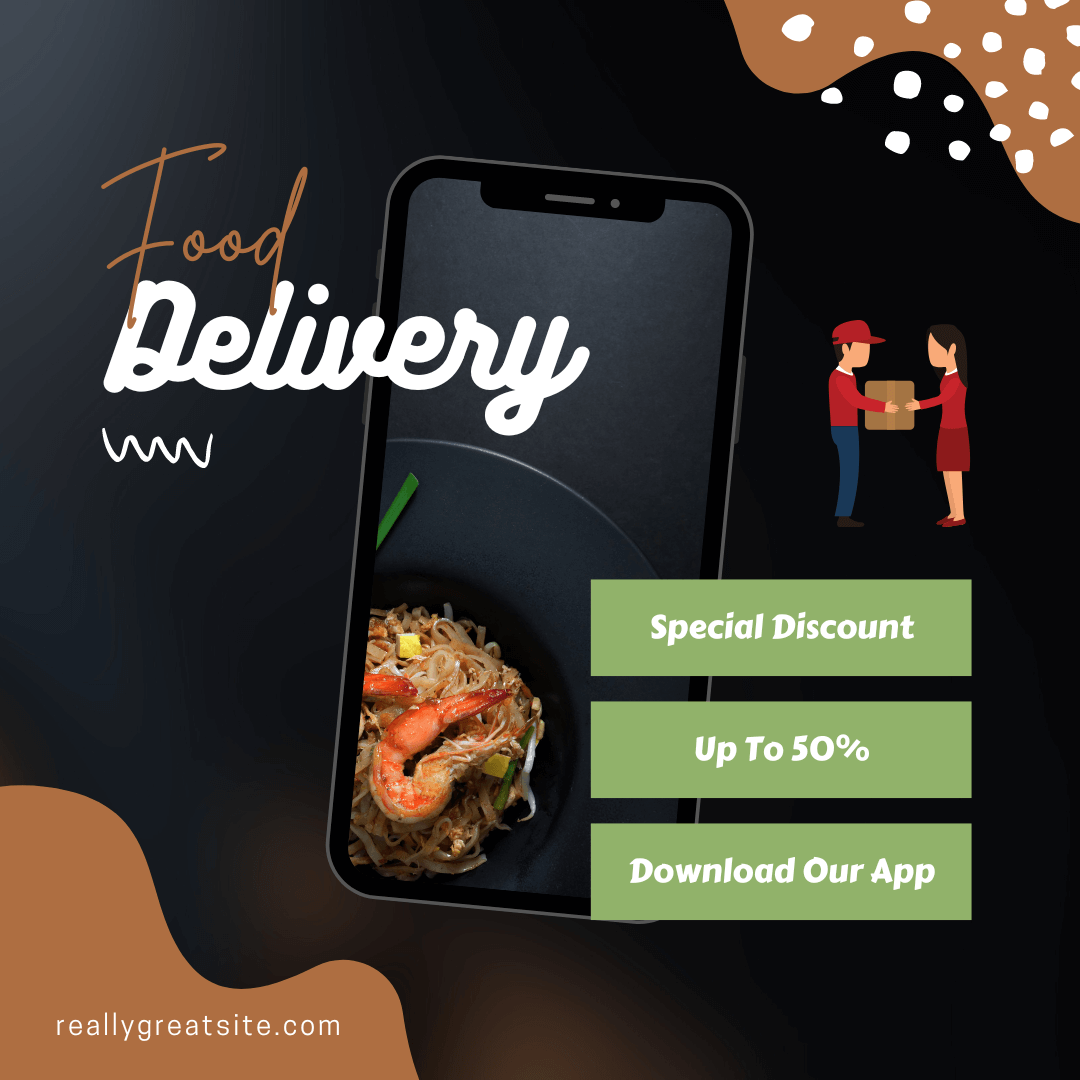 Food
Delivery
Special Discount
Up To 50%
Download Our App
reallygreatsite.com